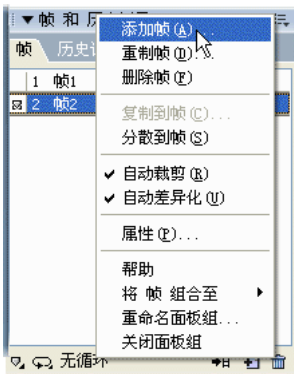 帧 和 历
帧 历史
添加帧(A)...
重制帧(D)...
删除帧(F)
1 帧1
2 帧2
复制到帧(C)...
分散到帧(S)
自动裁剪(R)
自动差异化(U)
属性(P)...
帮助
将 帧 组合至
重命名面板组...
关闭面板组
无循环